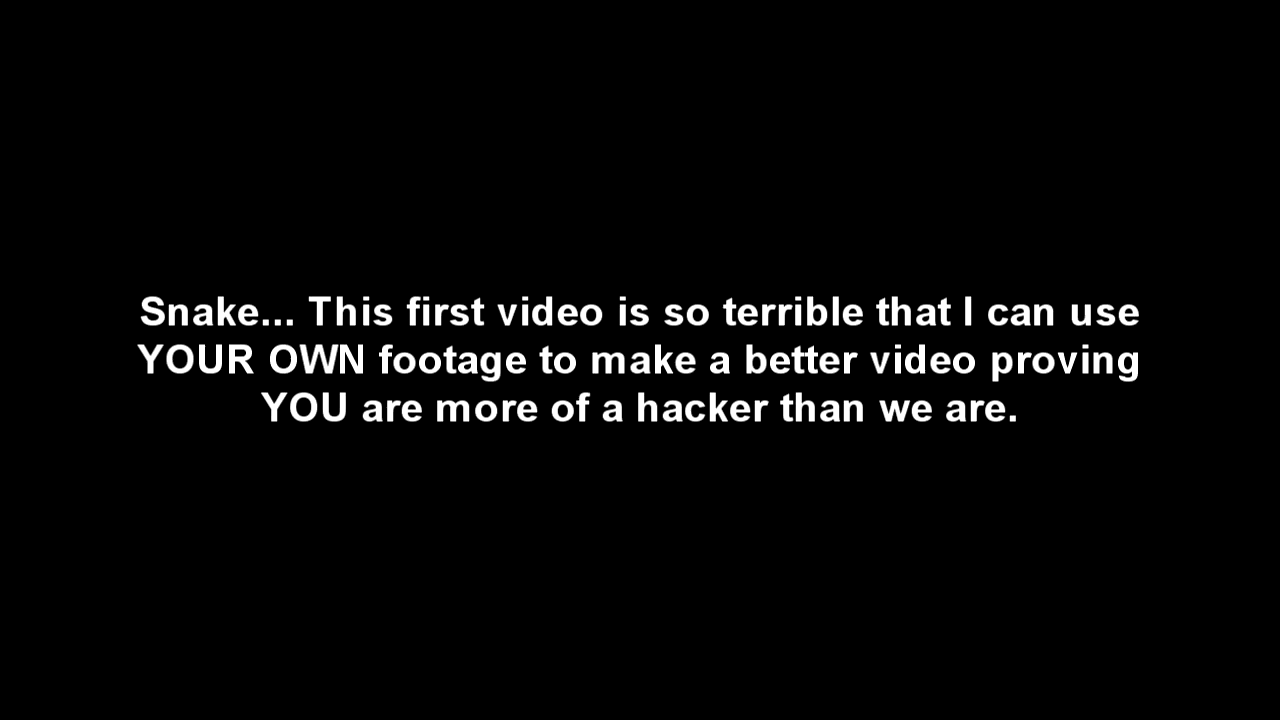 Snake... This first video is so terrible that I can use
YOUR OWN footage to make a better video proving
YOU are more of a hacker than we are.